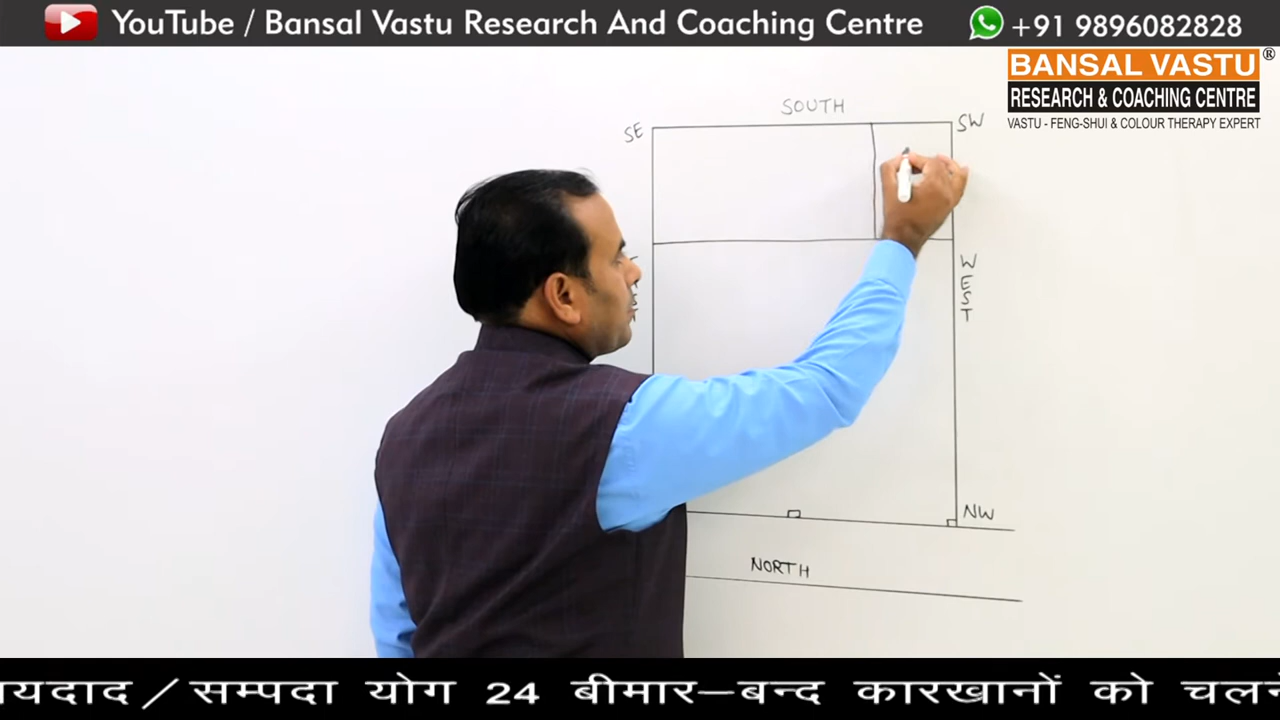 YouTube / Bansal Vastu Research And Coaching Centre
+91 9896082828
BANSAL VASTU®
RESEARCH & COACHING CENTRE
VASTU - FENG-SHUI & COLOUR THERAPY EXPERT
SOUTH
SE
SW
WEST
NW
NORTH
सम्पदा योग 24 बीमार–बन्द कारखानों को